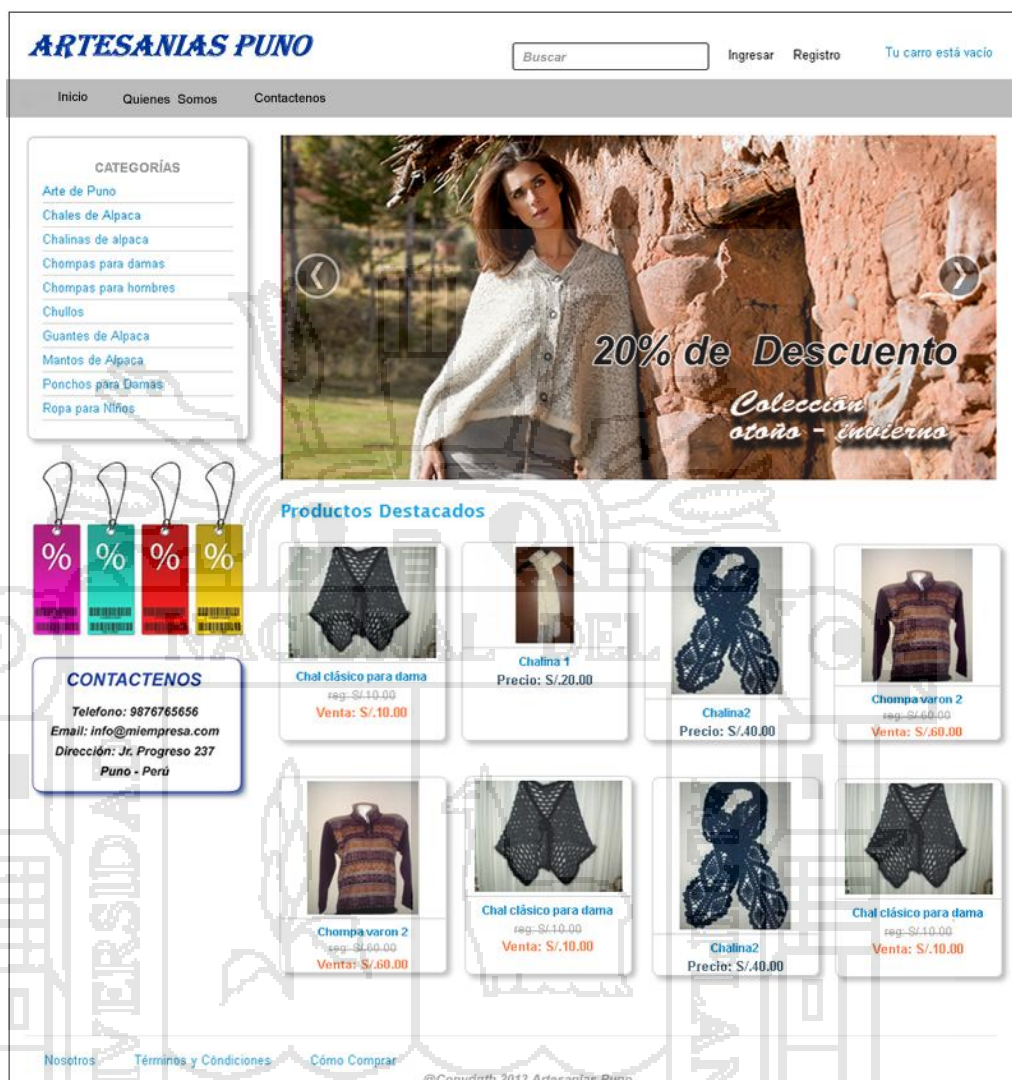 ARTESANIAS PUNO
Buscar
Ingresar Registro
Tu carro está vacío
Inicio Quienes Somos Contactenos
CATEGORÍAS
Arte de Puno
Chales de Alpaca
Chalinas de alpaca
Chompas para damas
Chompas para hombres
Chullos
Guantes de Alpaca
Mantos de Alpaca
Ponchos para Damas
Ropa para NIños
20% de Descuento
Colección
otoño - invierno
% % % %
CONTACTENOS
Telefono: 9876765656
Email: info@miempresa.com
Dirección: Jr. Progreso 237
Puno - Perú
Productos Destacados
Chal clásico para dama
reg: S/.10.00
Venta: S/.10.00
Chalina 1
Precio: S/.20.00
Chalina2
Precio: S/.40.00
Chompa varon 2
reg: S/.60.00
Venta: S/.60.00
Chompa varon 2
reg: S/.60.00
Venta: S/.60.00
Chal clásico para dama
reg: S/.10.00
Venta: S/.10.00
Chalina2
Precio: S/.40.00
Chal clásico para dama
reg: S/.10.00
Venta: S/.10.00
NACIONAL DEL
Nosotros Términos y Condiciones Cómo Comprar
2012 Artesanias Puno